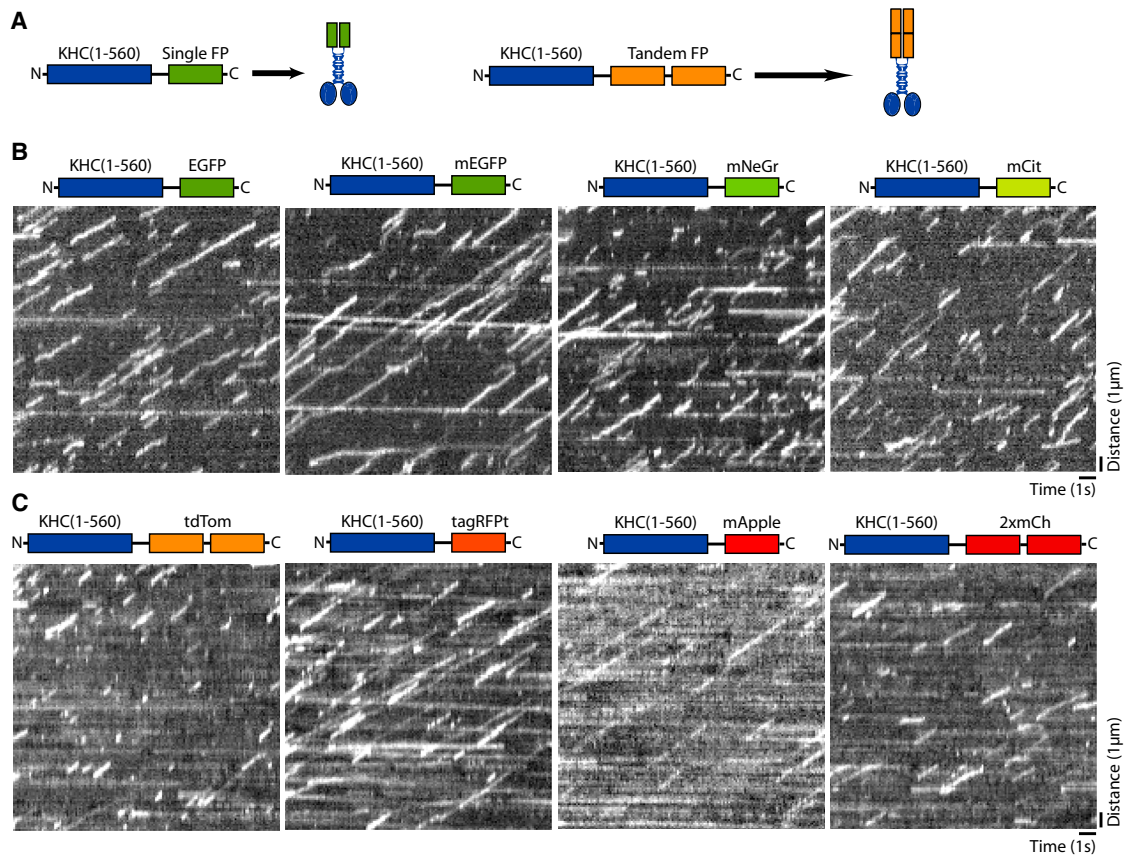 A
KHC(1-560) Single FP
N C
KHC(1-560) Tandem FP
N C
B
KHC(1-560) EGFP
N C
KHC(1-560) mEGFP
N C
KHC(1-560) mNeGr
N C
KHC(1-560) mCit
N C
Distance (1μm)
Time (1s)
C
KHC(1-560) tdTom
N C
KHC(1-560) tagRFPt
N C
KHC(1-560) mApple
N C
KHC(1-560) 2xmCh
N C
Distance (1μm)
Time (1s)